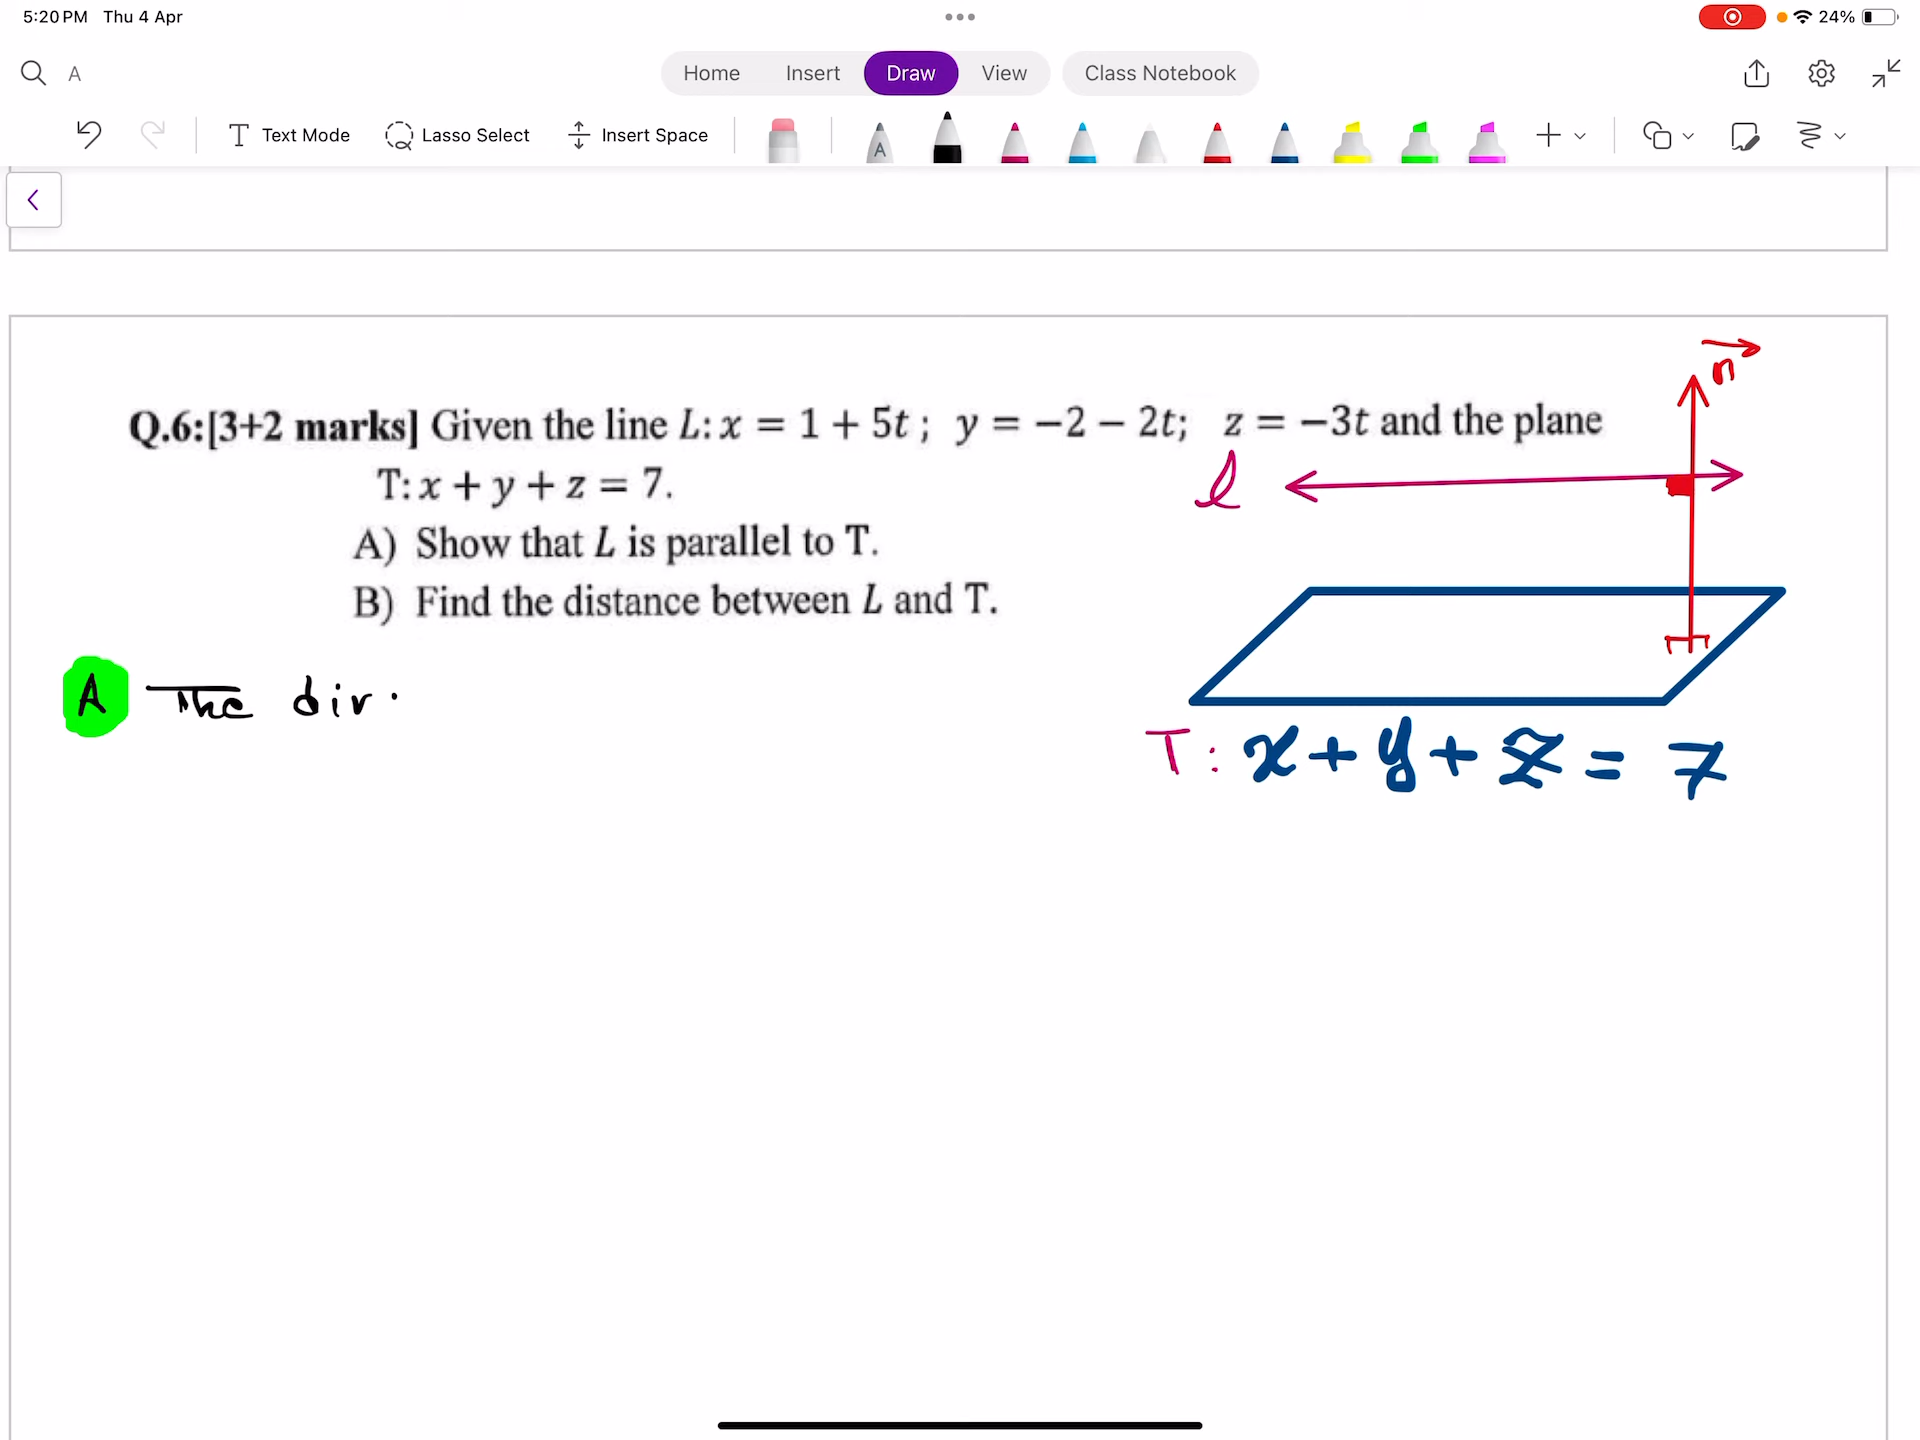 5:20 PM Thu 4 Apr
24%
A
Home Insert Draw View Class Notebook
Text Mode Lasso Select Insert Space
A
n
Q.6:[3+2 marks] Given the line L: x = 1 + 5t ; y = −2 − 2t; z = −3t and the plane
T: x + y + z = 7.
l
A) Show that L is parallel to T.
B) Find the distance between L and T.
A The dir.
T: x + y + z = 7